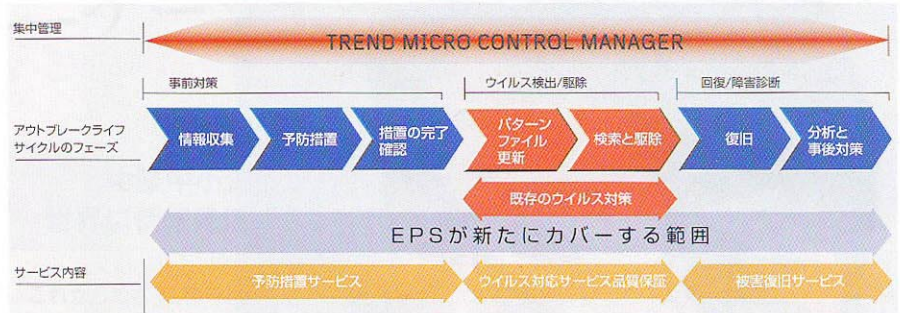 集中管理
TREND MICRO CONTROL MANAGER
事前対策
ウイルス検出/駆除
回復/障害診断
アウトブレークライフ
サイクルのフェーズ
情報収集
予防措置
措置の完了
確認
パターン
ファイル
更新
検索と駆除
復旧
分析と
事後対策
既存のウイルス対策
EPSが新たにカバーする範囲
サービス内容
予防措置サービス
ウイルス対応サービス品質保証
被害復旧サービス